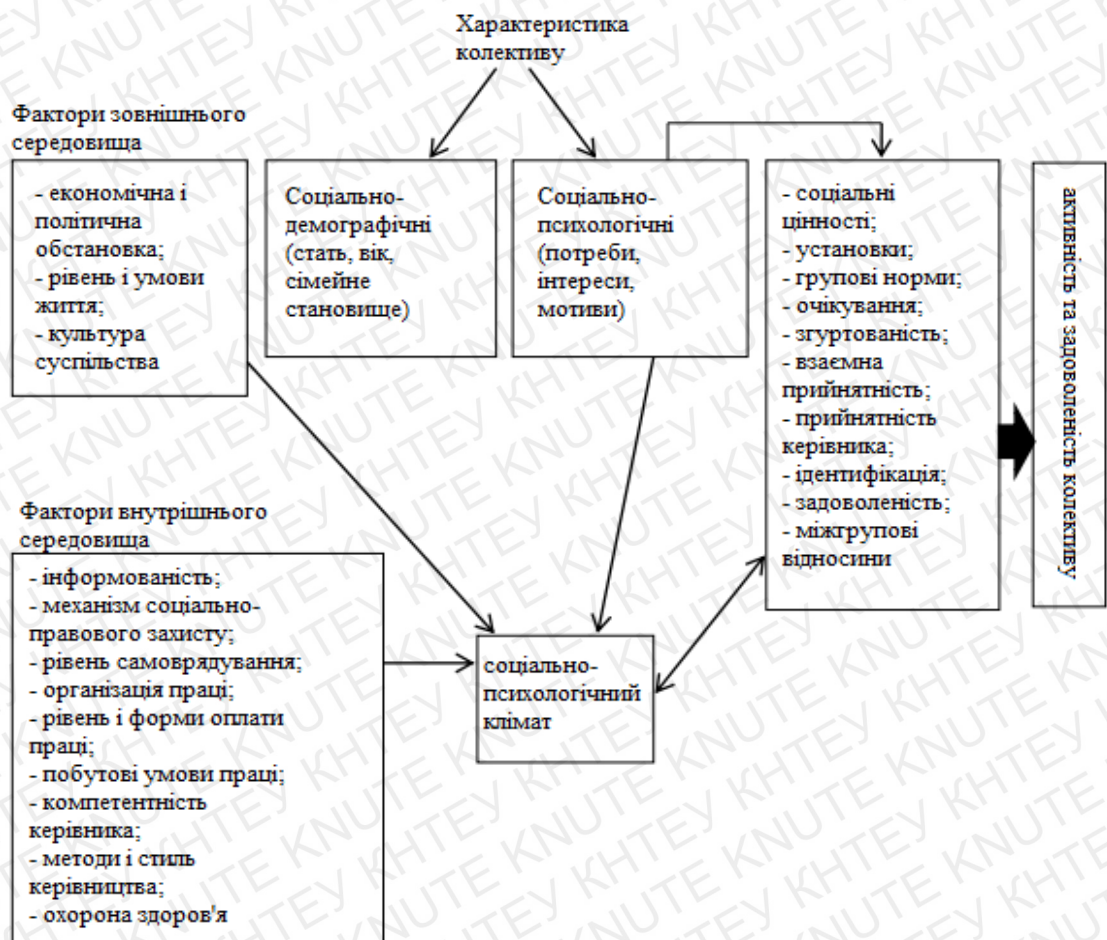 Характеристика
колективу
Фактори зовнішнього
середовища
- економічна і
політична
обстановка;
- рівень і умови
життя;
- культура
суспільства
Соціально-
демографічні
(стать, вік,
сімейне
становище)
Соціально-
психологічні
(потреби,
інтереси,
мотиви)
- соціальні
цінності;
- установки;
- групові норми;
- очікування;
- згуртованість;
- взаємна
прийнятність;
- прийнятність
керівника;
- ідентифікація;
- задоволеність;
- міжгрупові
відносини
активність та задоволеність колективу
Фактори внутрішнього
середовища
- інформованість;
- механізм соціально-
правового захисту;
- рівень самоврядування;
- організація праці;
- рівень і форми оплати
праці;
- побутові умови праці;
- компетентність
керівника;
- методи і стиль
керівництва;
- охорона здоров'я
соціально-
психологічний
клімат